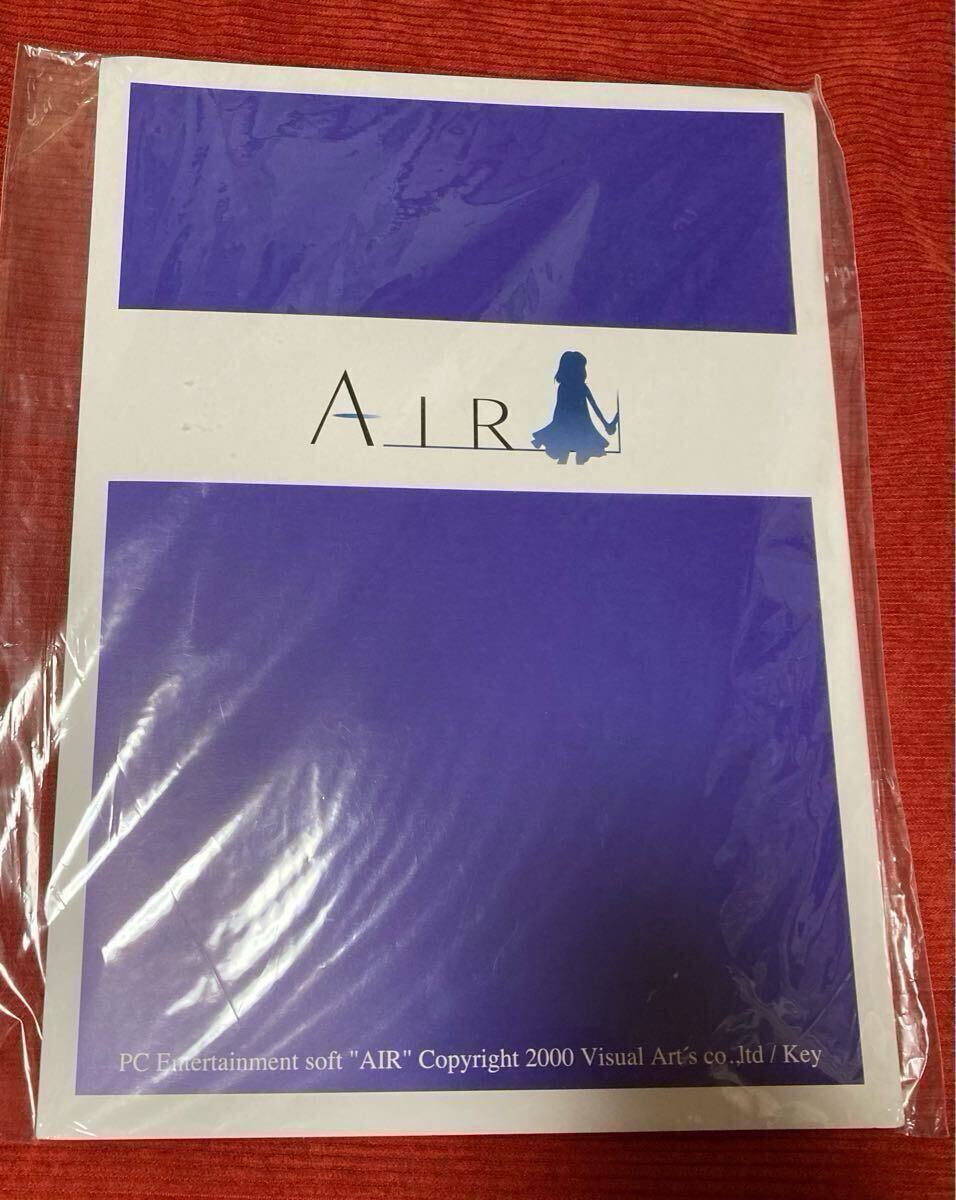 AIR
PC Entertainment soft "AIR" Copyright 2000 Visual Art's co.,ltd / Key